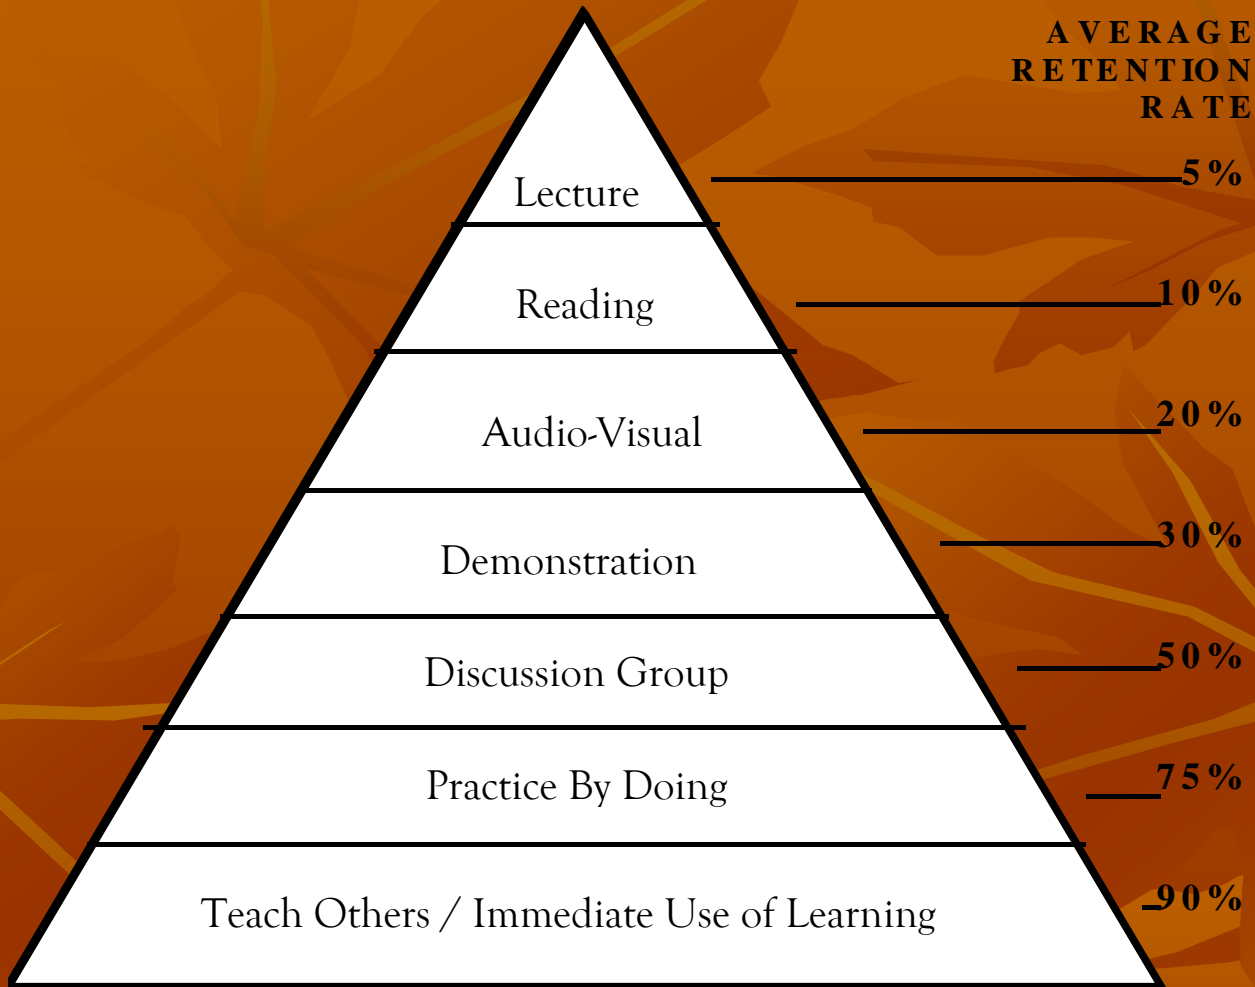 AVERAGE
RETENTION
RATE
Lecture 5%
Reading 10%
Audio-Visual 20%
Demonstration 30%
Discussion Group 50%
Practice By Doing 75%
Teach Others / Immediate Use of Learning 90%